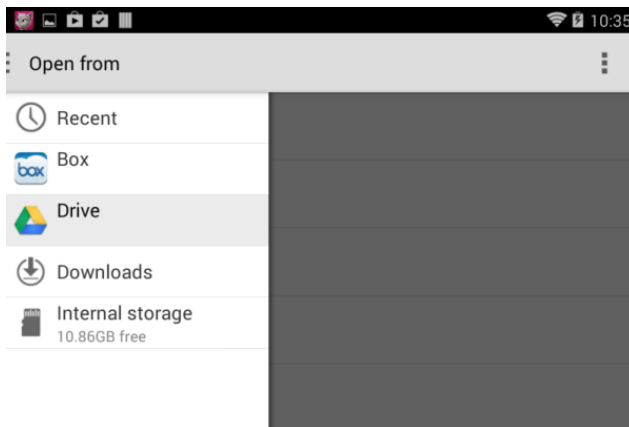 10:35
Open from
Recent
box
Box
Drive
Downloads
Internal storage
10.86GB free